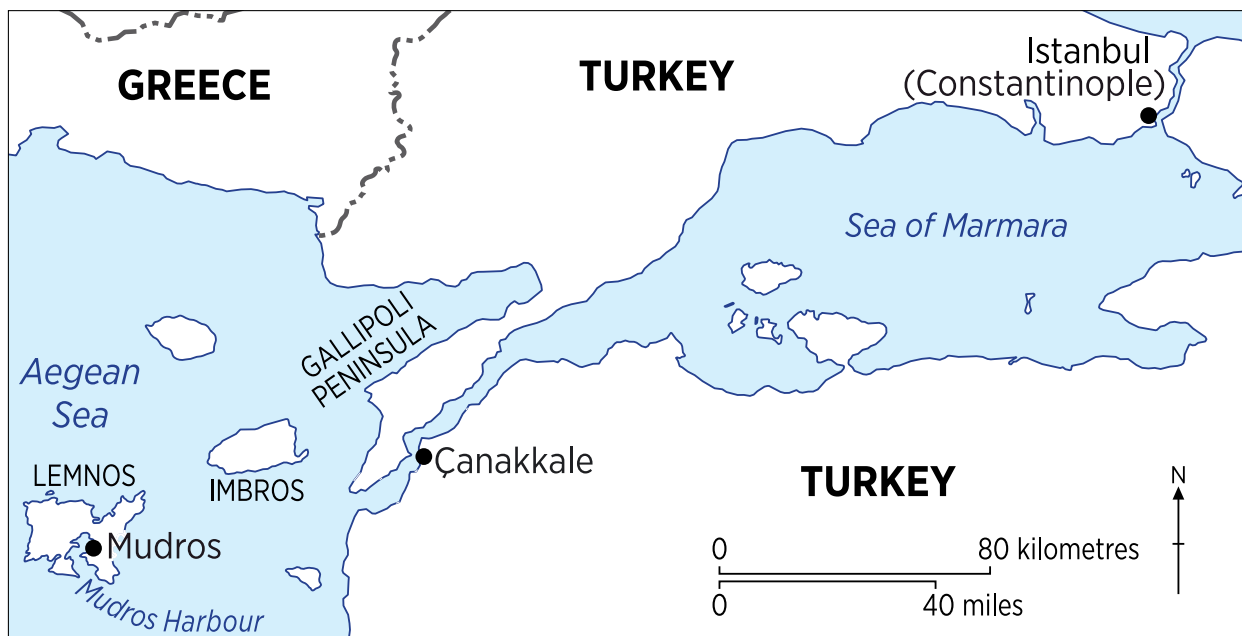 GREECE
TURKEY
Istanbul
(Constantinople)
Sea of Marmara
GALLIPOLI
PENINSULA
Aegean
Sea
LEMNOS
IMBROS
Çanakkale
Mudros
Mudros Harbour
TURKEY
N
0
80 kilometres
0
40 miles